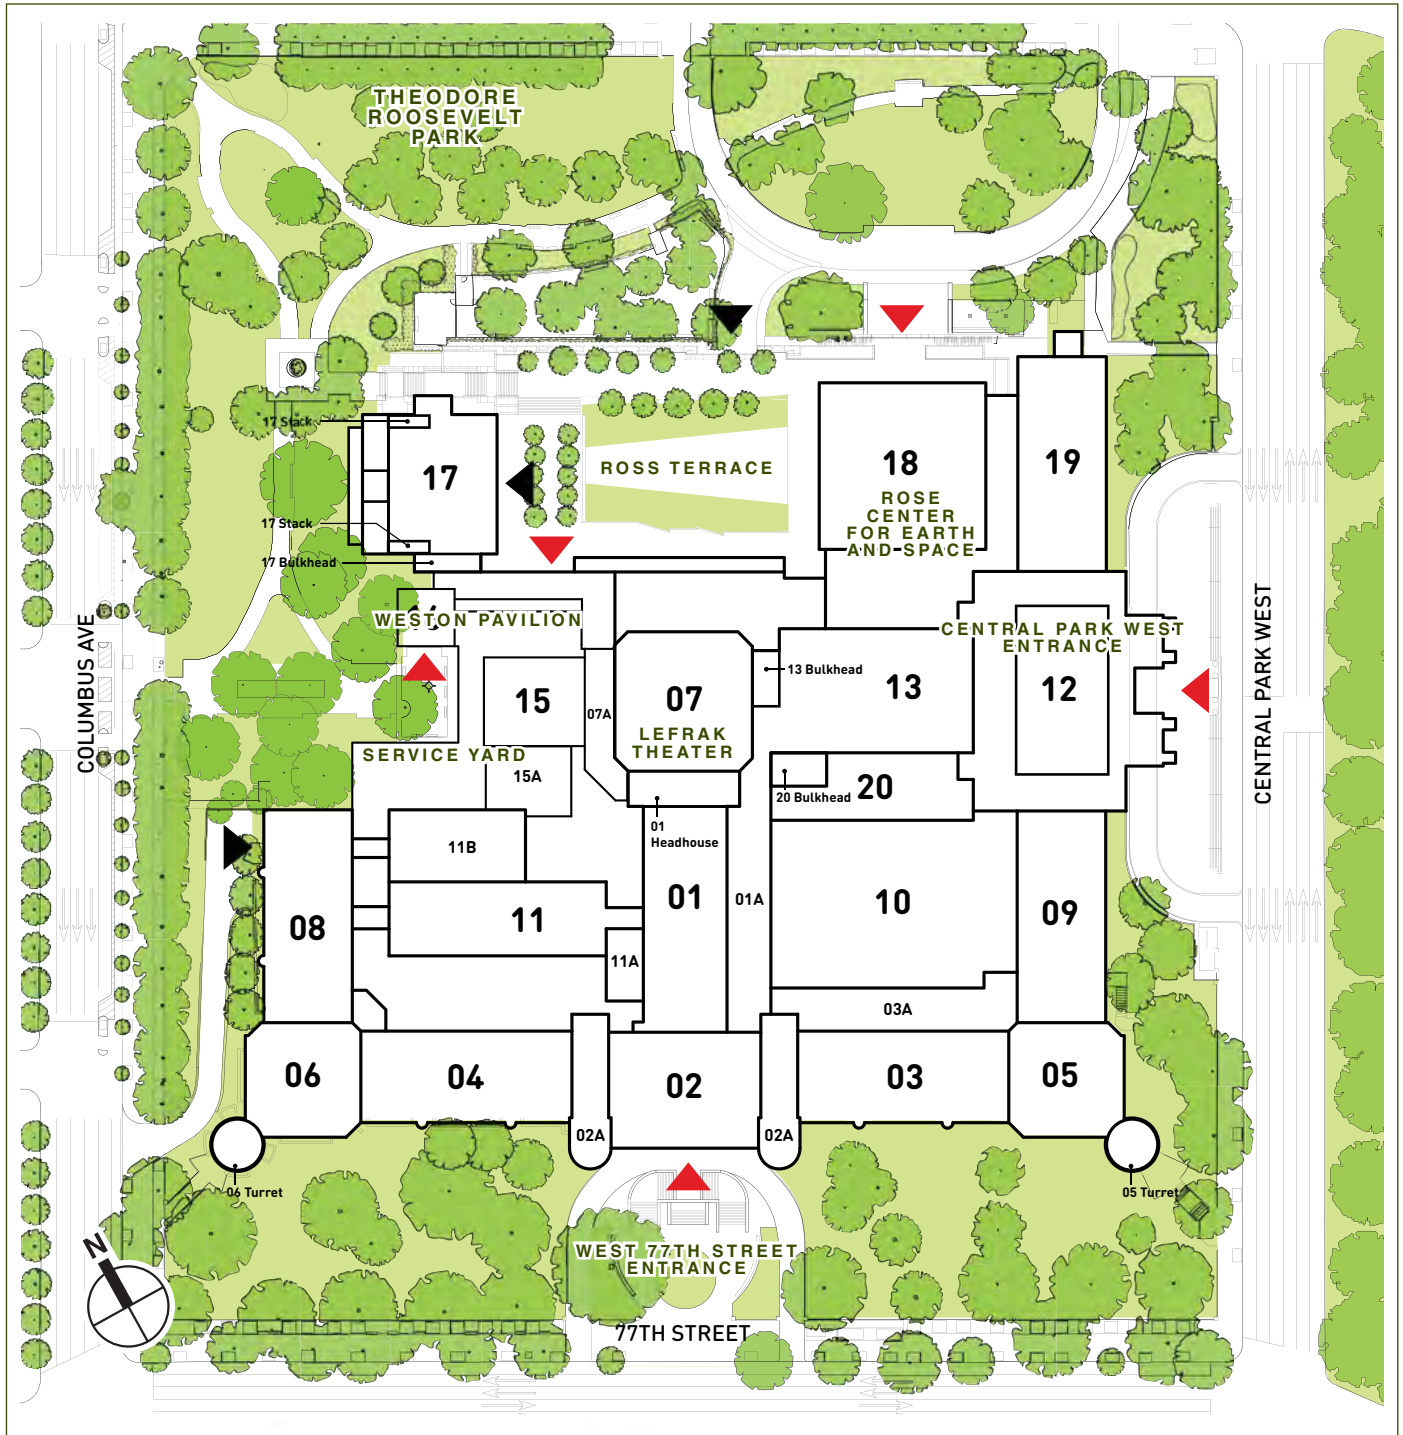 THEODORE
ROOSEVELT
PARK
17 Stack
17
ROSS TERRACE
18
ROSE
CENTER
FOR EARTH
AND SPACE
19
17 Stack
17 Bulkhead
WESTON PAVILION
CENTRAL PARK WEST
ENTRANCE
COLUMBUS AVE
CENTRAL PARK WEST
13 Bulkhead
15
07A
07
LEFRAK
THEATER
13
12
SERVICE YARD
15A
20 Bulkhead
20
01
Headhouse
11B
08
11
11A
01
01A
10
09
03A
06
04
02
03
05
02A
02A
06 Turret
05 Turret
N
WEST 77TH STREET
ENTRANCE
77TH STREET